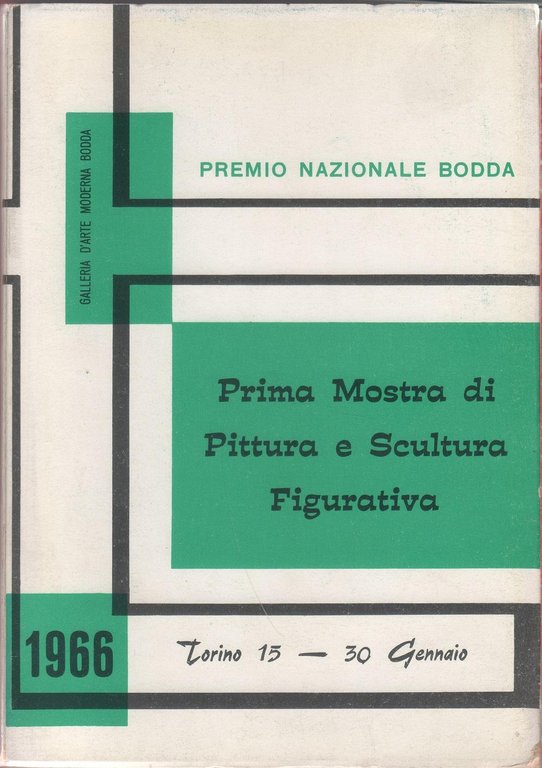 PREMIO NAZIONALE BODDA
GALLERIA D'ARTE MODERNA BODDA
Prima Mostra di
Pittura e Scultura
Figurativa
1966
Torino 15 — 30 Gennaio